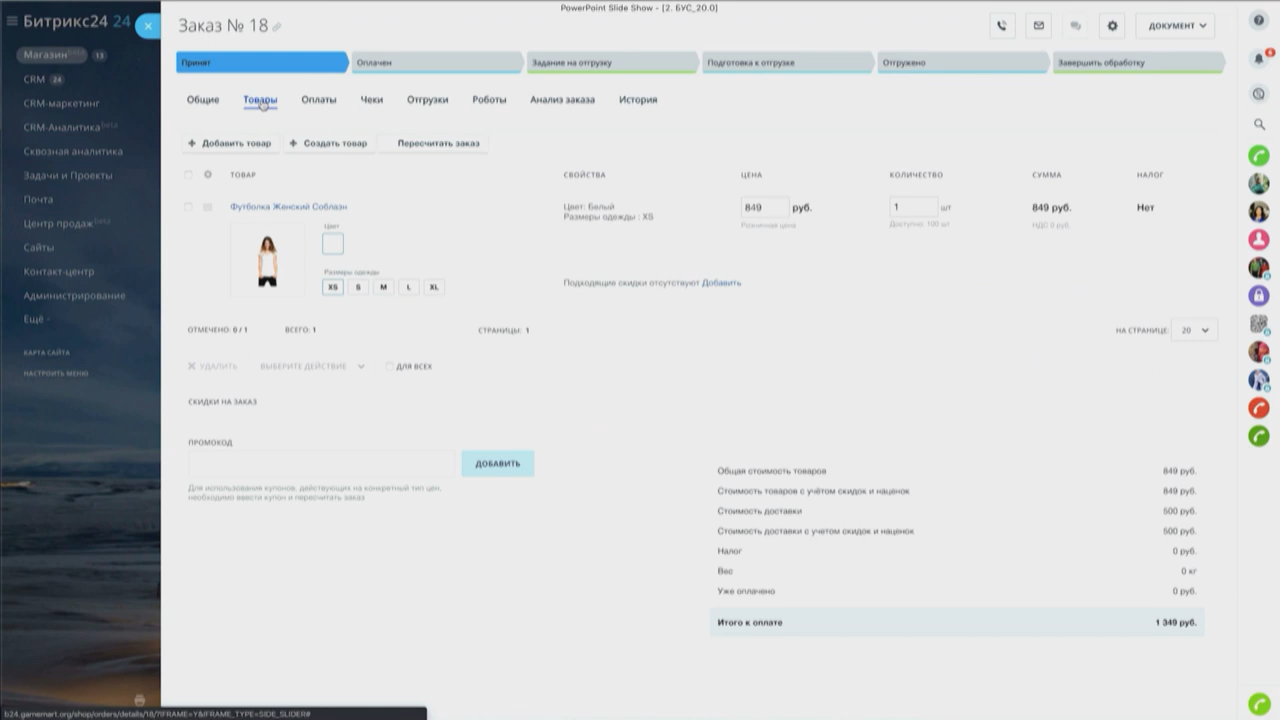 PowerPoint Slide Show - [2. БУС_20.0]
Битрикс24 24
Заказ № 18
ДОКУМЕНТ
Магазин beta 13
CRM 24
CRM-маркетинг
CRM-Аналитика beta
Сквозная аналитика
Задачи и Проекты
Почта
Центр продаж beta
Сайты
Контакт-центр
Администрирование
Ещё
КАРТА САЙТА
НАСТРОИТЬ МЕНЮ
Принят
Оплачен
Задание на отгрузку
Подготовка к отгрузке
Отгружено
Завершить обработку
Общие
Товары
Оплаты
Чеки
Отгрузки
Роботы
Анализ заказа
История
+ Добавить товар
+ Создать товар
Пересчитать заказ
ТОВАР
СВОЙСТВА
ЦЕНА
КОЛИЧЕСТВО
СУММА
НАЛОГ
Футболка Женский Соблазн
Цвет: Белый
Размеры одежды : XS
849 руб.
Розничная цена
1 шт
Доступно: 100 шт
849 руб.
НДС 0 руб.
Нет
Цвет
Размеры одежды
XS S M L XL
Подходящие скидки отсутствуют Добавить
ОТМЕЧЕНО: 0 / 1
ВСЕГО: 1
СТРАНИЦЫ: 1
НА СТРАНИЦЕ: 20
УДАЛИТЬ
ВЫБЕРИТЕ ДЕЙСТВИЕ
ДЛЯ ВСЕХ
СКИДКИ НА ЗАКАЗ
ПРОМОКОД
ДОБАВИТЬ
Для использования купонов, действующих на конкретный тип цен,
необходимо ввести купон и пересчитать заказ
Общая стоимость товаров 849 руб.
Стоимость товаров с учётом скидок и наценок 849 руб.
Стоимость доставки 500 руб.
Стоимость доставки с учетом скидок и наценок 500 руб.
Налог 0 руб.
Вес 0 кг
Уже оплачено 0 руб.
Итого к оплате 1 349 руб.
b24.gamemart.org/shop/orders/details/18/?IFRAME=Y&IFRAME_TYPE=SIDE_SLIDER#